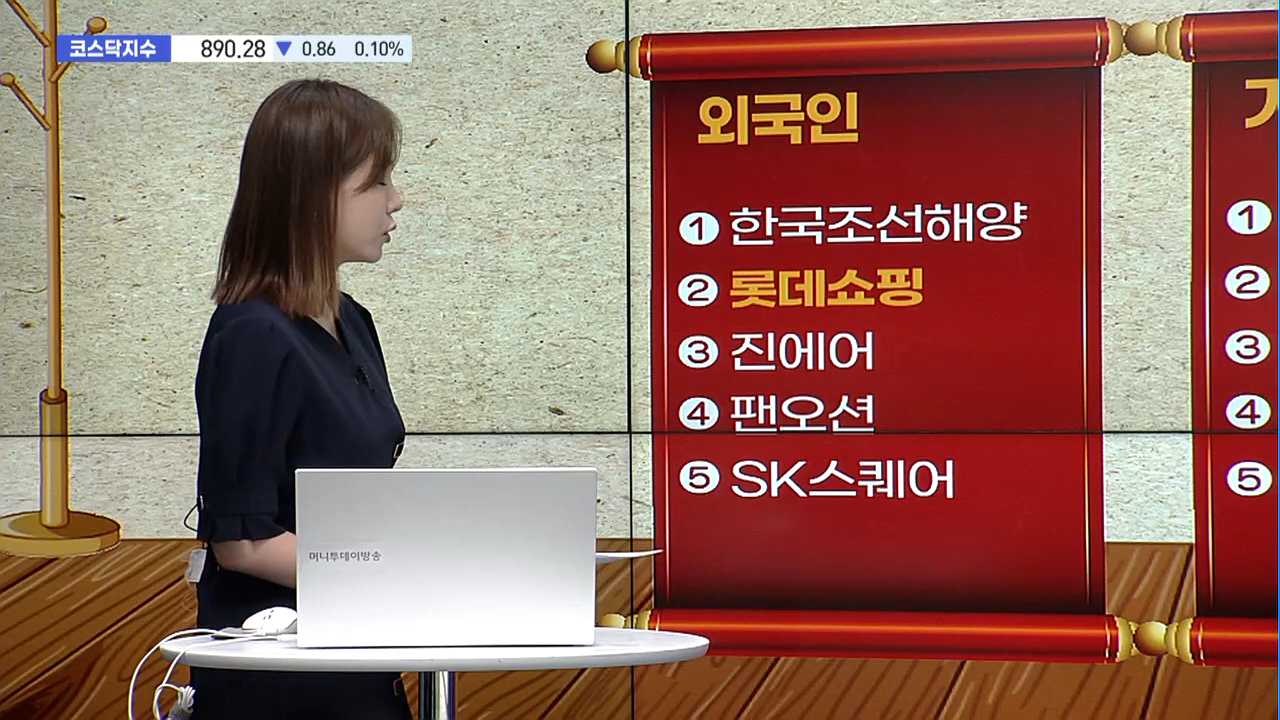 코스닥지수 890.28 ▼ 0.86 0.10%
외국인
① 한국조선해양
② 롯데쇼핑
③ 진에어
④ 팬오션
⑤ SK스퀘어
머니투데이방송
①
②
③
④
⑤